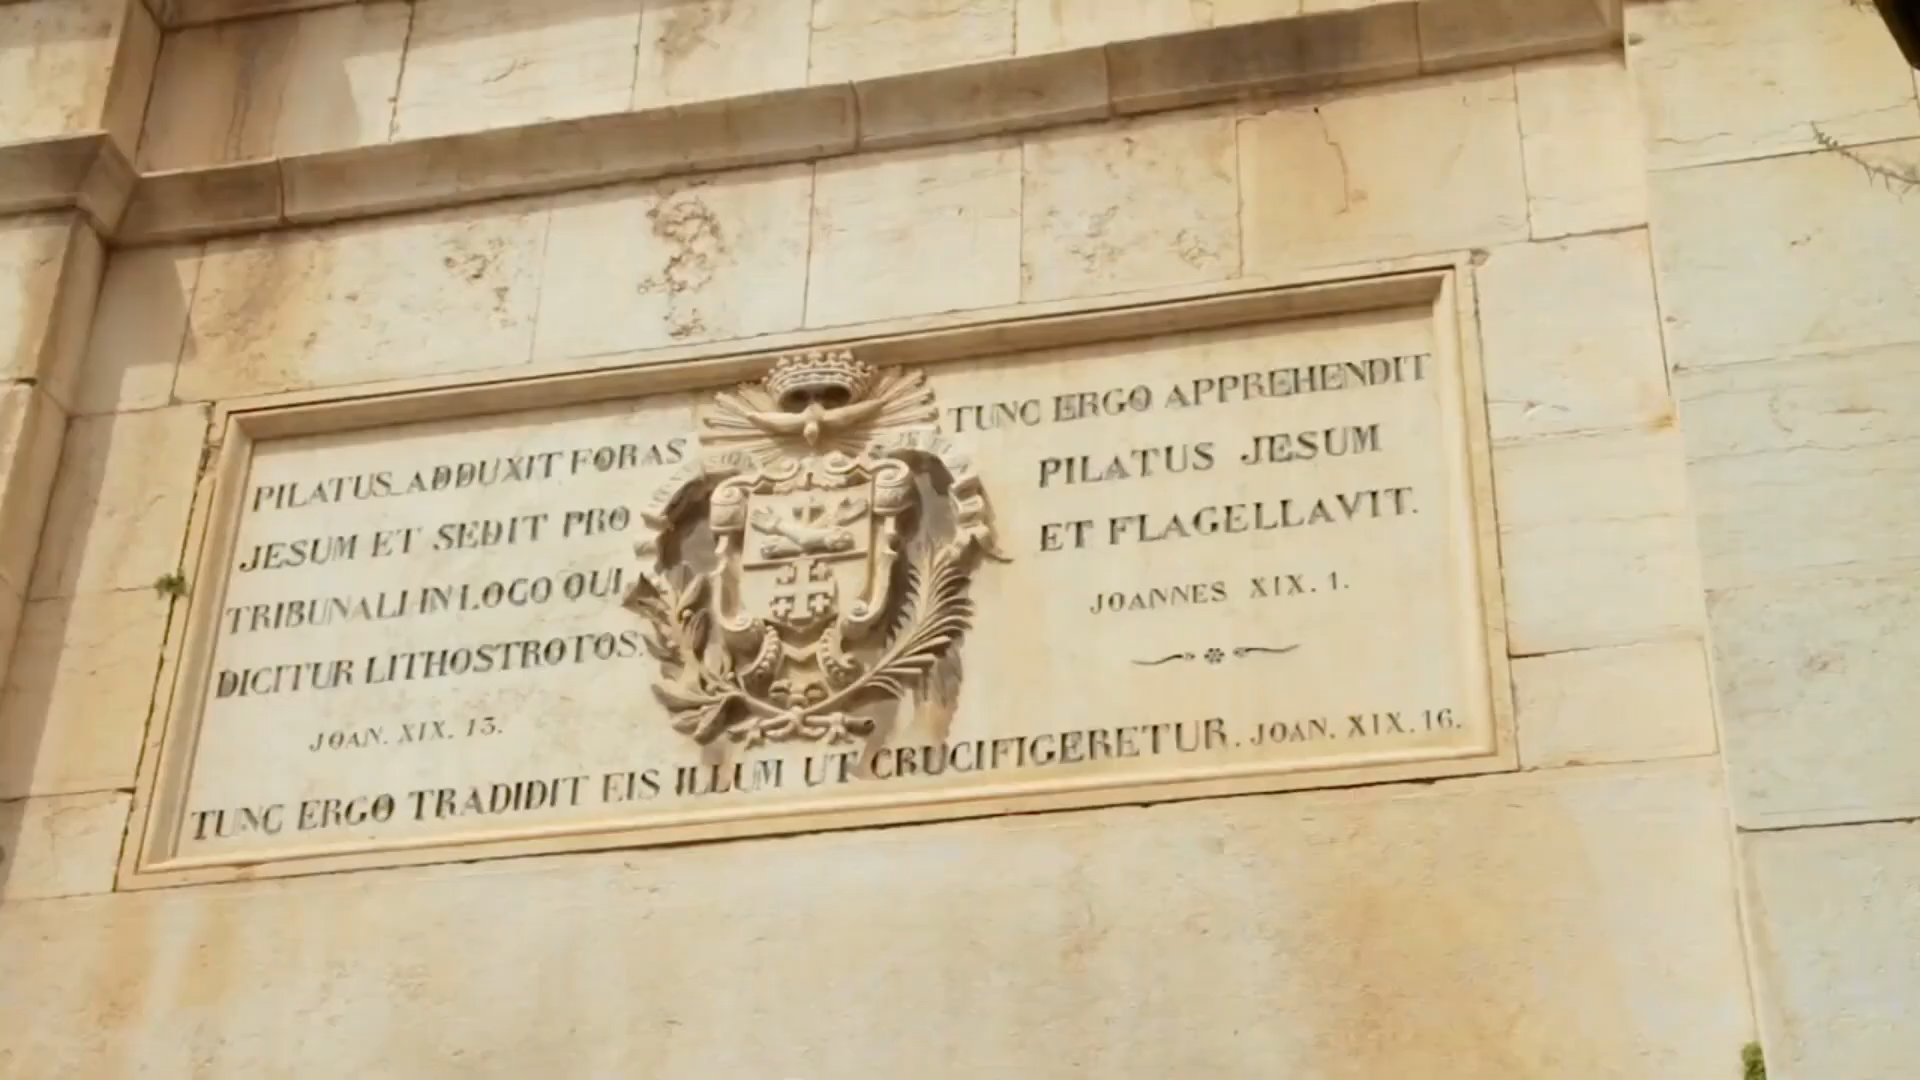 PILATUS ADDUXIT FORAS
JESUM ET SEDIT PRO
TRIBUNALI IN LOCO QUI
DICITUR LITHOSTROTOS.
JOAN. XIX. 13.
TUNC ERGO APPREHENDIT
PILATUS JESUM
ET FLAGELLAVIT.
JOANNES XIX. 1.
TUNC ERGO TRADIDIT EIS ILLUM UT CRUCIFIGERETUR. JOAN. XIX. 16.